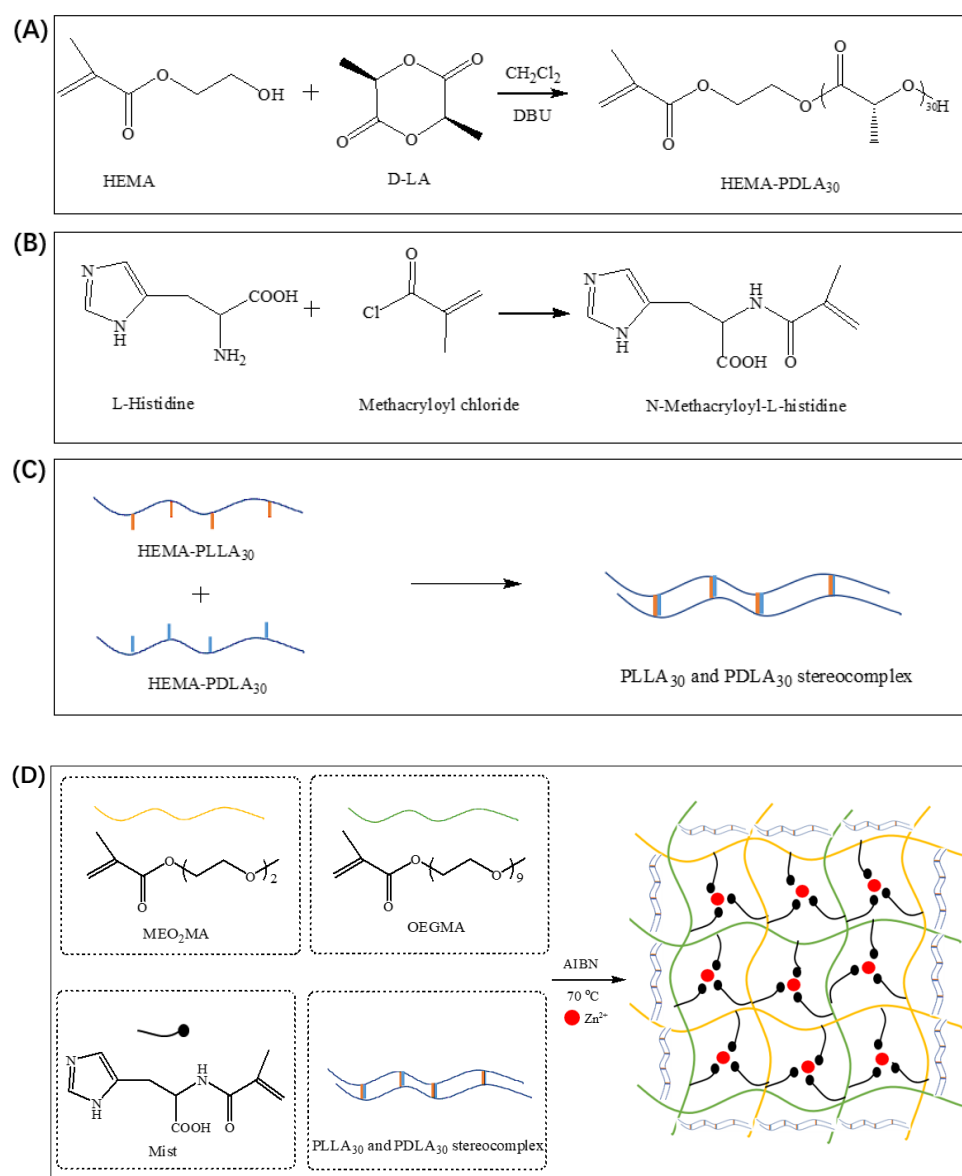 (A)
O
OH
O
HEMA
+
O
O
O
O
D-LA
CH₂Cl₂
DBU
O
O
O
O
O
30
H
HEMA-PDLA₃₀
(B)
N
N
H
COOH
NH₂
L-Histidine
+
O
Cl
Methacryloyl chloride
N
N
H
H
N
COOH
O
N-Methacryloyl-L-histidine
(C)
HEMA-PLLA₃₀
+
HEMA-PDLA₃₀
PLLA₃₀ and PDLA₃₀ stereocomplex
(D)
O
O
O
2
MEO₂MA
O
O
O
9
OEGMA
N
N
H
H
N
COOH
O
Mist
PLLA₃₀ and PDLA₃₀ stereocomplex
AIBN
70 °C
Zn²⁺